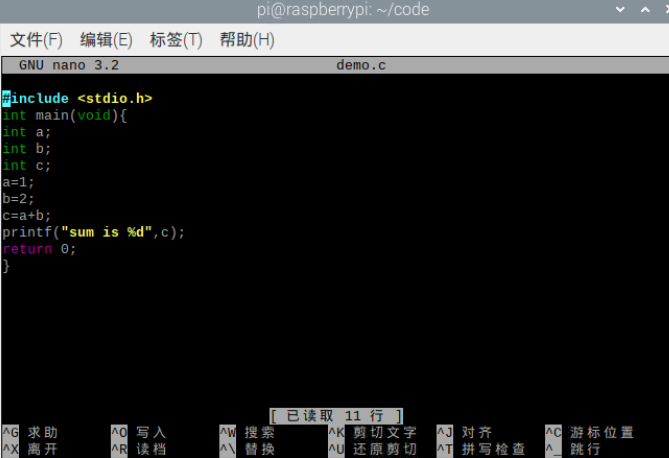 pi@raspberrypi: ~/code
文件(F) 编辑(E) 标签(T) 帮助(H)
GNU nano 3.2 demo.c
#include <stdio.h>
int main(void){
int a;
int b;
int c;
a=1;
b=2;
c=a+b;
printf("sum is %d",c);
return 0;
}
[ 已读取 11 行 ]
^G 求助 ^O 写入 ^W 搜索 ^K 剪切文字 ^J 对齐 ^C 游标位置
^X 离开 ^R 读档 ^\ 替换 ^U 还原剪切 ^T 拼写检查 ^_ 跳行